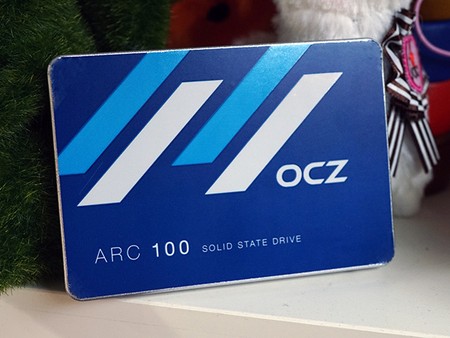 OCZ
ARC 100 SOLID STATE DRIVE